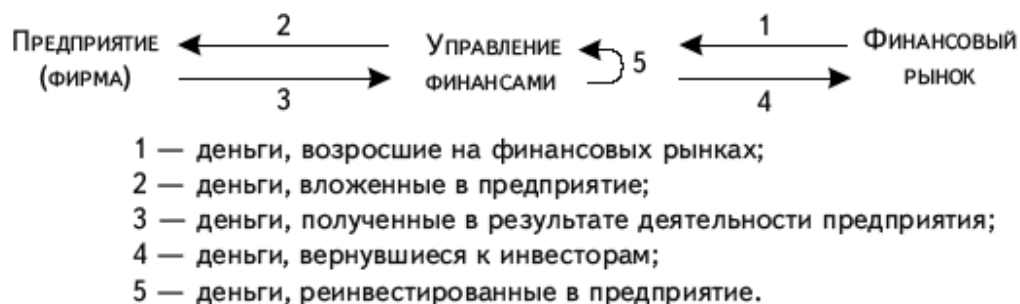 2
1
Предприятие
Управление
5
Финансовый
(фирма)
финансами
рынок
3
4
1 — деньги, возросшие на финансовых рынках;
2 — деньги, вложенные в предприятие;
3 — деньги, полученные в результате деятельности предприятия;
4 — деньги, вернувшиеся к инвесторам;
5 — деньги, реинвестированные в предприятие.